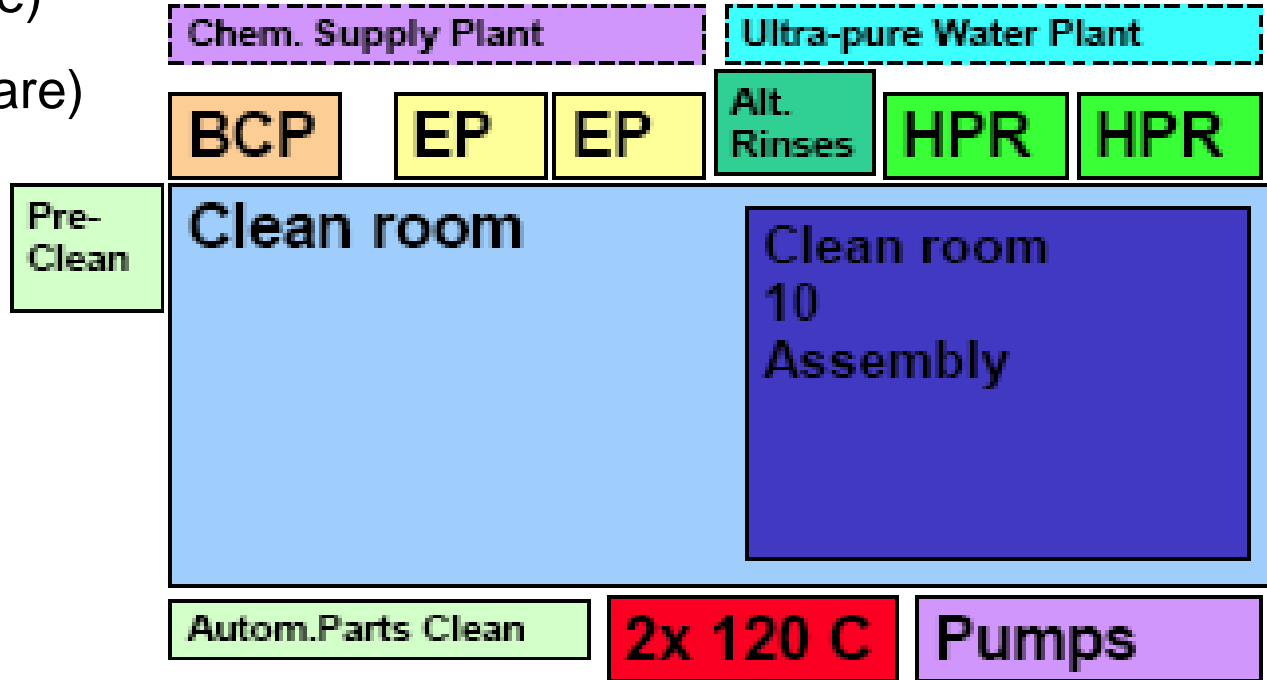 Chem. Supply Plant
Ultra-pure Water Plant
are)
BCP
EP
EP
Alt.
Rinses
HPR
HPR
Pre-
Clean
Clean room
Clean room
10
Assembly
Autom.Parts Clean
2x 120 C
Pumps